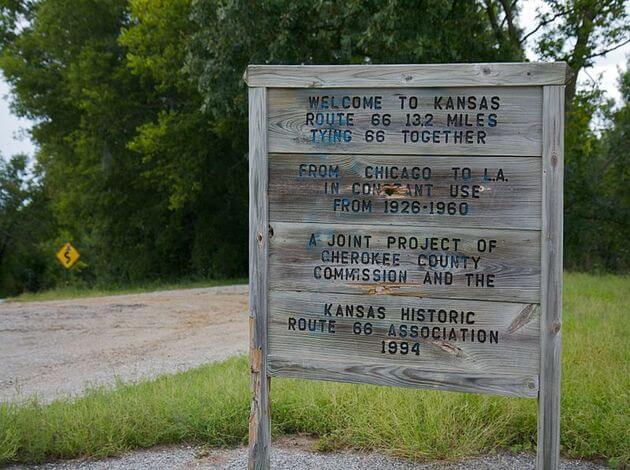 WELCOME TO KANSAS
ROUTE 66 13.2 MILES
TYING 66 TOGETHER
FROM CHICAGO TO L.A.
IN USE
FROM 1926-1960
A JOINT PROJECT OF
CHEROKEE COUNTY
COMMISSION AND THE
KANSAS HISTORIC
ROUTE 66 ASSOCIATION
1994